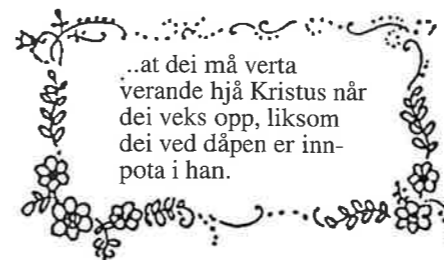 ...at dei må verta
verande hjå Kristus når
dei veks opp, liksom
dei ved dåpen er inn-
pota i han.